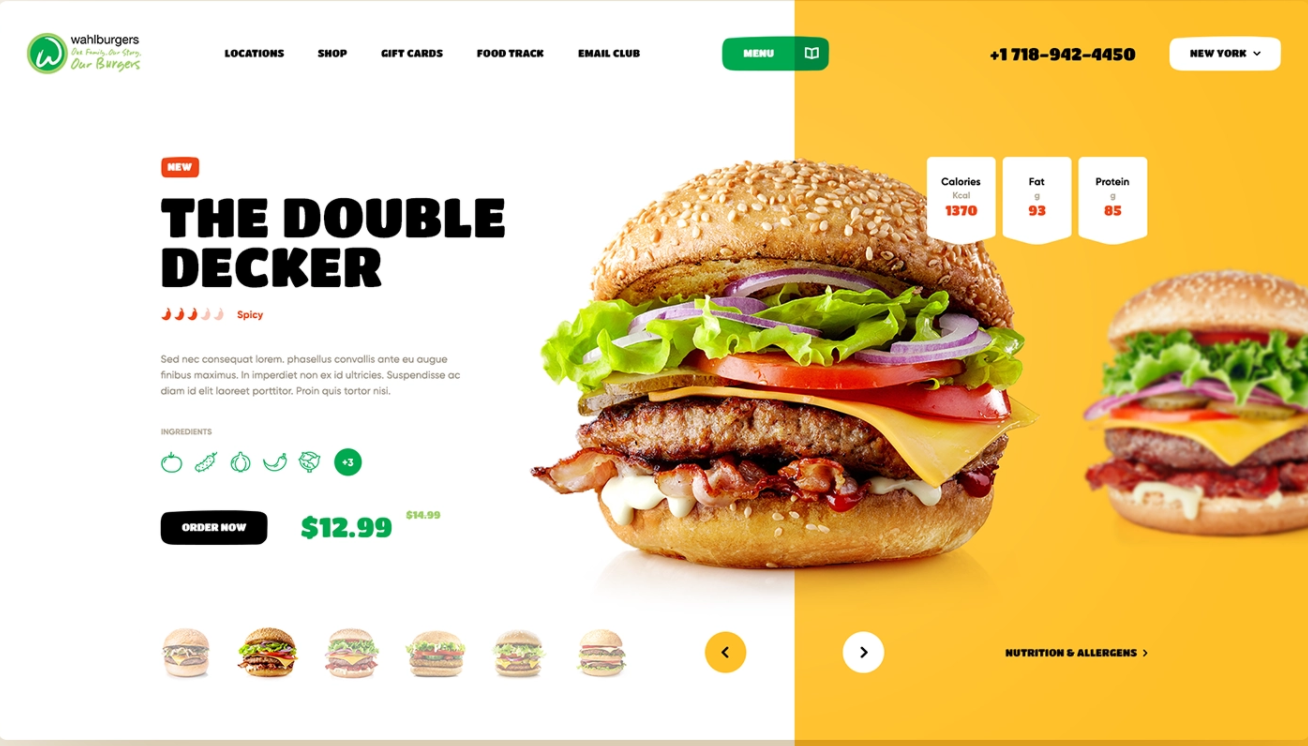 wahlburgers
One Family. Our Story.
Our Burgers
LOCATIONS
SHOP
GIFT CARDS
FOOD TRACK
EMAIL CLUB
MENU
+1 718-942-4450
NEW YORK
NEW
THE DOUBLE
DECKER
Spicy
Sed nec consequat lorem. phasellus convallis ante eu augue
finibus maximus. In imperdiet non ex id ultricies. Suspendisse ac
diam id elit laoreet porttitor. Proin quis tortor nisi.
INGREDIENTS
+3
ORDER NOW
$12.99
$14.99
Calories
Kcal
1370
Fat
g
93
Protein
g
85
NUTRITION & ALLERGENS